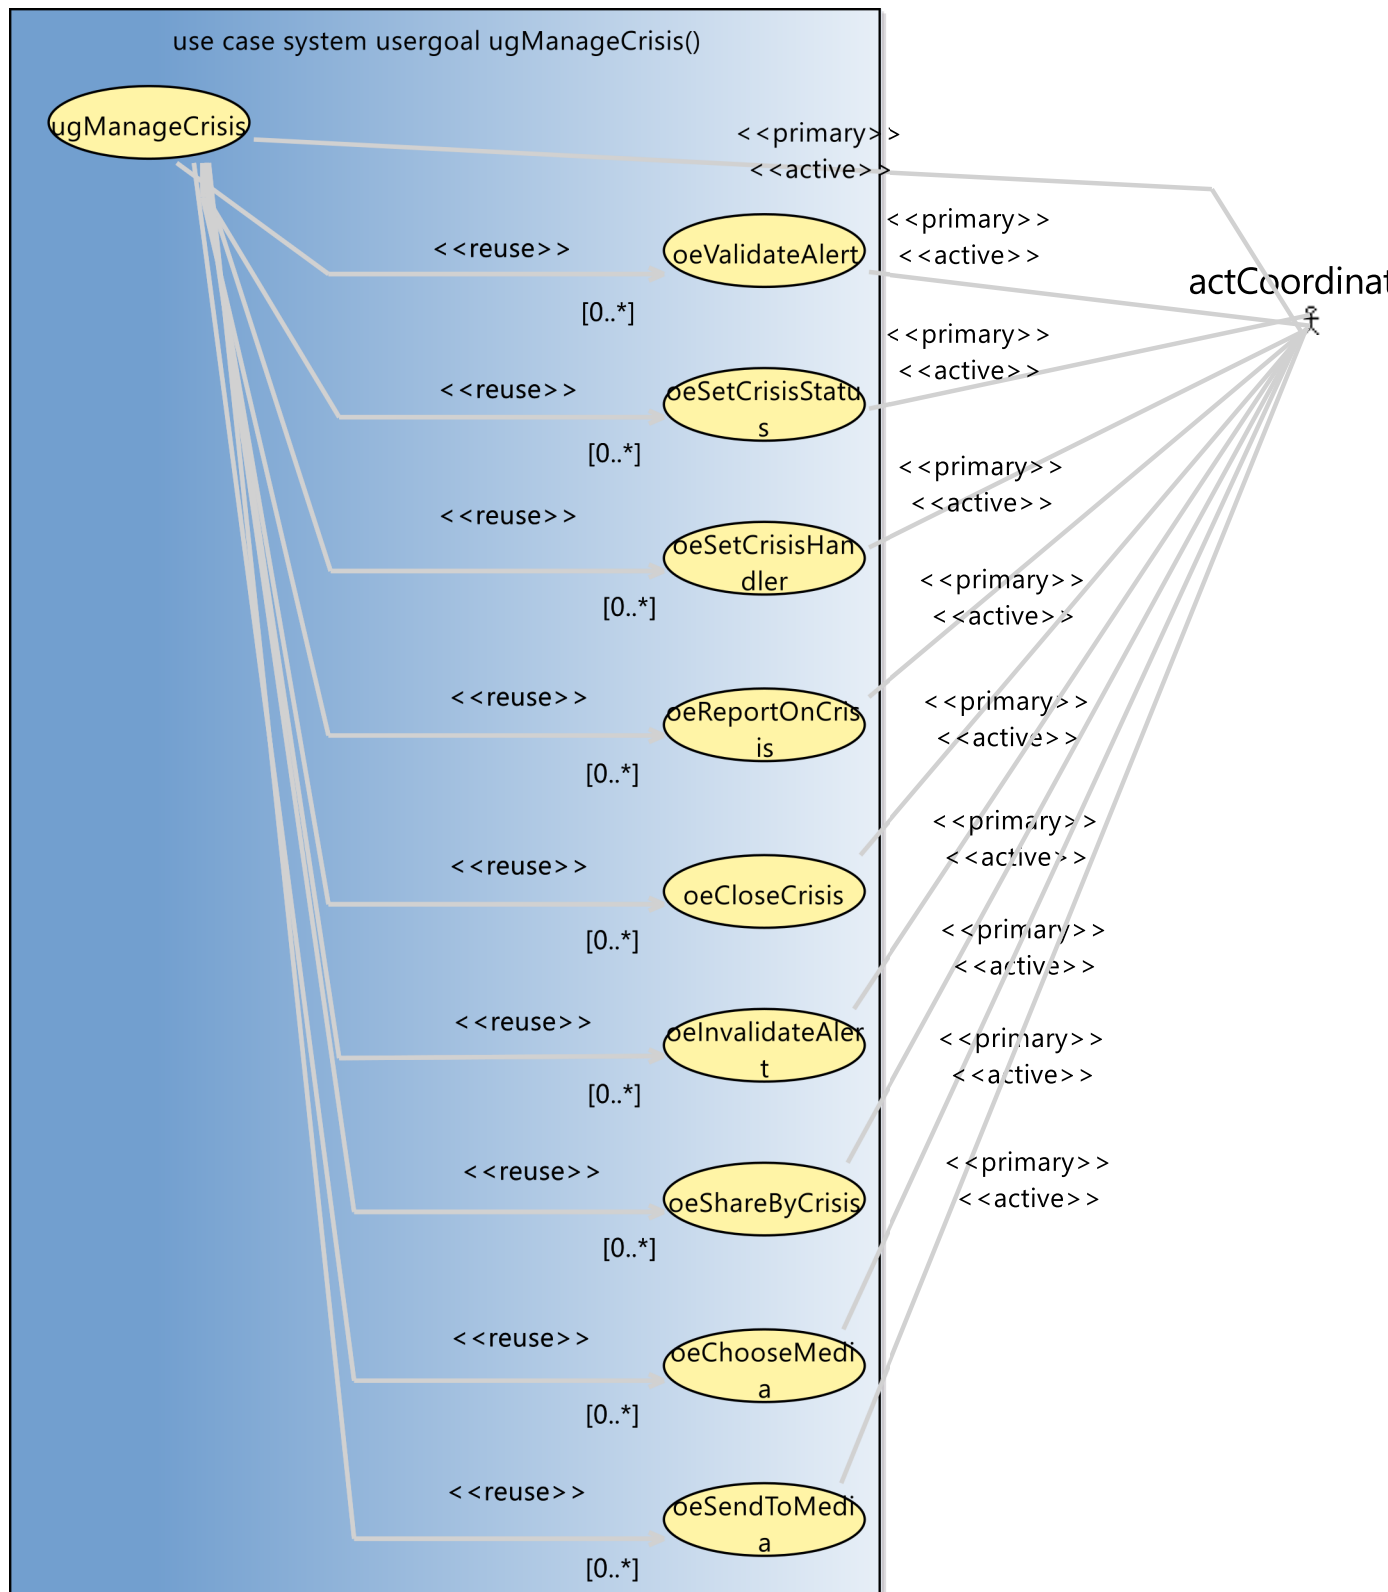 use case system usergoal ugManageCrisis()
ugManageCrisis
<<primary>>
<<active>>
<<reuse>>
[0..*]
oeValidateAlert
<<primary>>
<<active>>
actCoordinat
<<reuse>>
[0..*]
oeSetCrisisStatu
s
<<primary>>
<<active>>
<<reuse>>
[0..*]
oeSetCrisisHan
dler
<<primary>>
<<active>>
<<reuse>>
[0..*]
oeReportOnCris
is
<<primary>>
<<active>>
<<reuse>>
[0..*]
oeCloseCrisis
<<primary>>
<<active>>
<<reuse>>
[0..*]
oeInvalidateAler
t
<<primary>>
<<active>>
<<reuse>>
[0..*]
oeShareByCrisis
<<primary>>
<<active>>
<<reuse>>
[0..*]
oeChooseMedi
a
<<primary>>
<<active>>
<<reuse>>
[0..*]
oeSendToMedi
a
<<primary>>
<<active>>